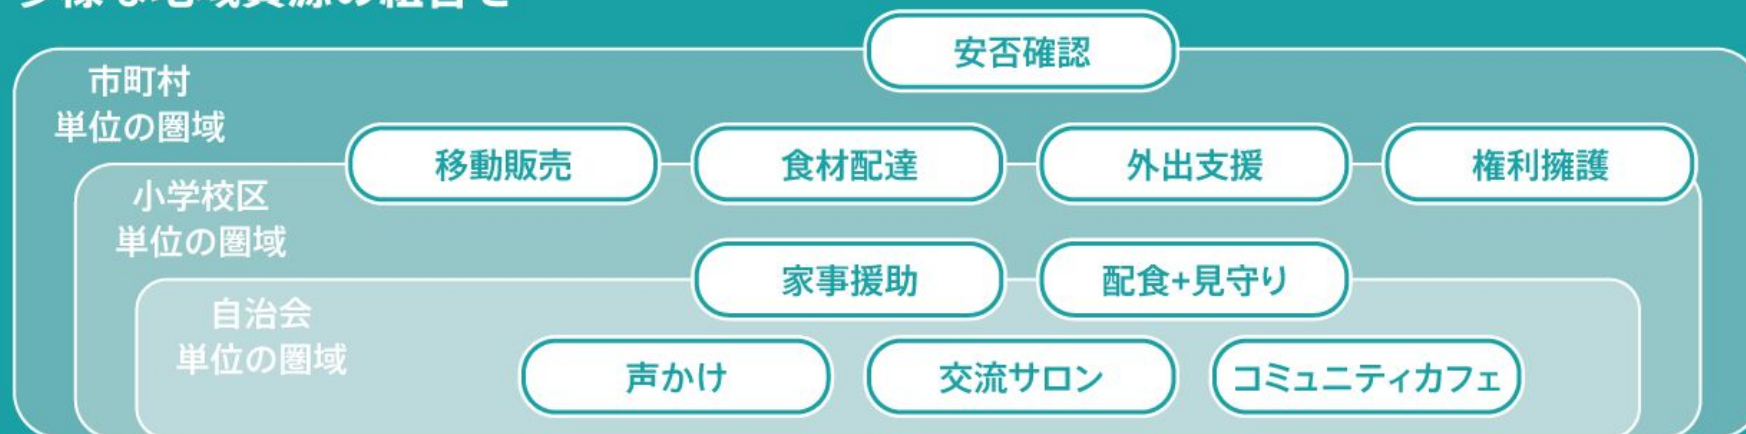 安否確認
市町村
単位の圏域
移動販売
食材配達
外出支援
権利擁護
小学校区
単位の圏域
家事援助
配食+見守り
自治会
単位の圏域
声かけ
交流サロン
コミュニティカフェ